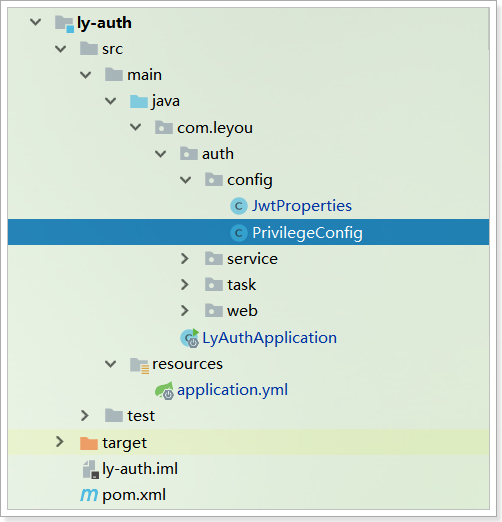 ly-auth
src
main
java
com.leyou
auth
config
JwtProperties
PrivilegeConfig
service
task
web
LyAuthApplication
resources
application.yml
test
target
ly-auth.iml
pom.xml